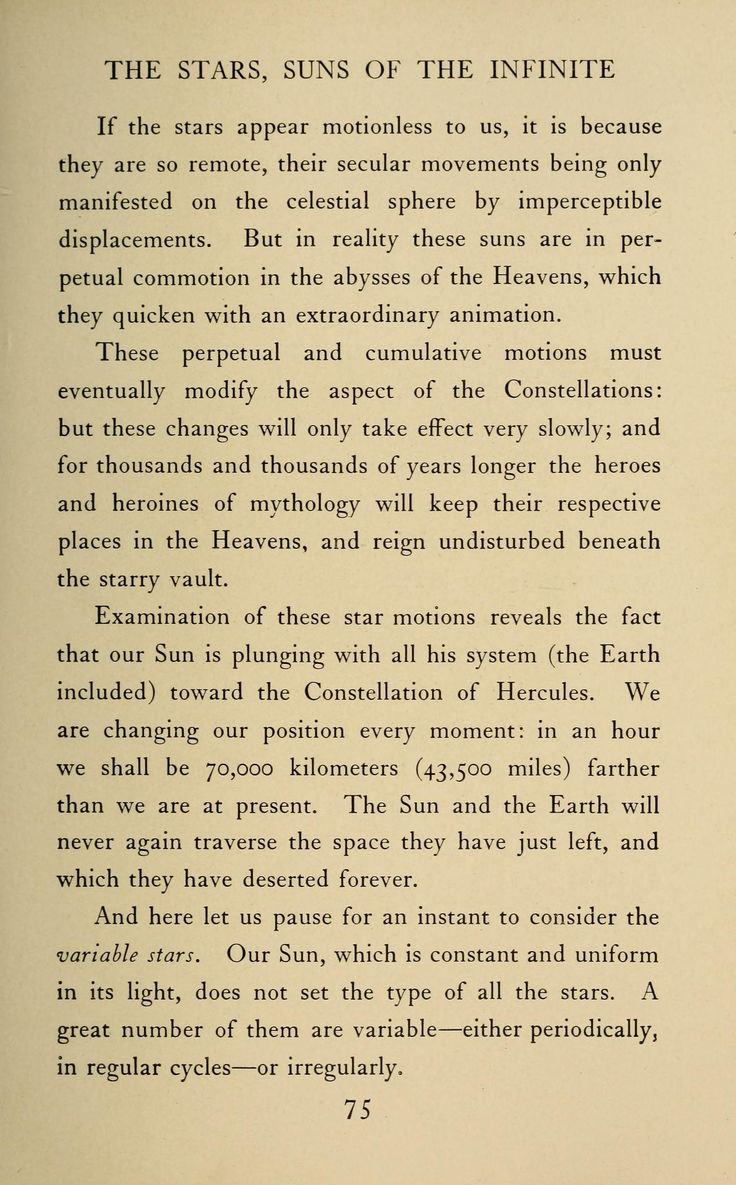 THE STARS, SUNS OF THE INFINITE
If the stars appear motionless to us, it is because
they are so remote, their secular movements being only
manifested on the celestial sphere by imperceptible
displacements. But in reality these suns are in per-
petual commotion in the abysses of the Heavens, which
they quicken with an extraordinary animation.
These perpetual and cumulative motions must
eventually modify the aspect of the Constellations:
but these changes will only take effect very slowly; and
for thousands and thousands of years longer the heroes
and heroines of mythology will keep their respective
places in the Heavens, and reign undisturbed beneath
the starry vault.
Examination of these star motions reveals the fact
that our Sun is plunging with all his system (the Earth
included) toward the Constellation of Hercules. We
are changing our position every moment: in an hour
we shall be 70,000 kilometers (43,500 miles) farther
than we are at present. The Sun and the Earth will
never again traverse the space they have just left, and
which they have deserted forever.
And here let us pause for an instant to consider the
variable stars. Our Sun, which is constant and uniform
in its light, does not set the type of all the stars. A
great number of them are variable—either periodically,
in regular cycles—or irregularly.
75